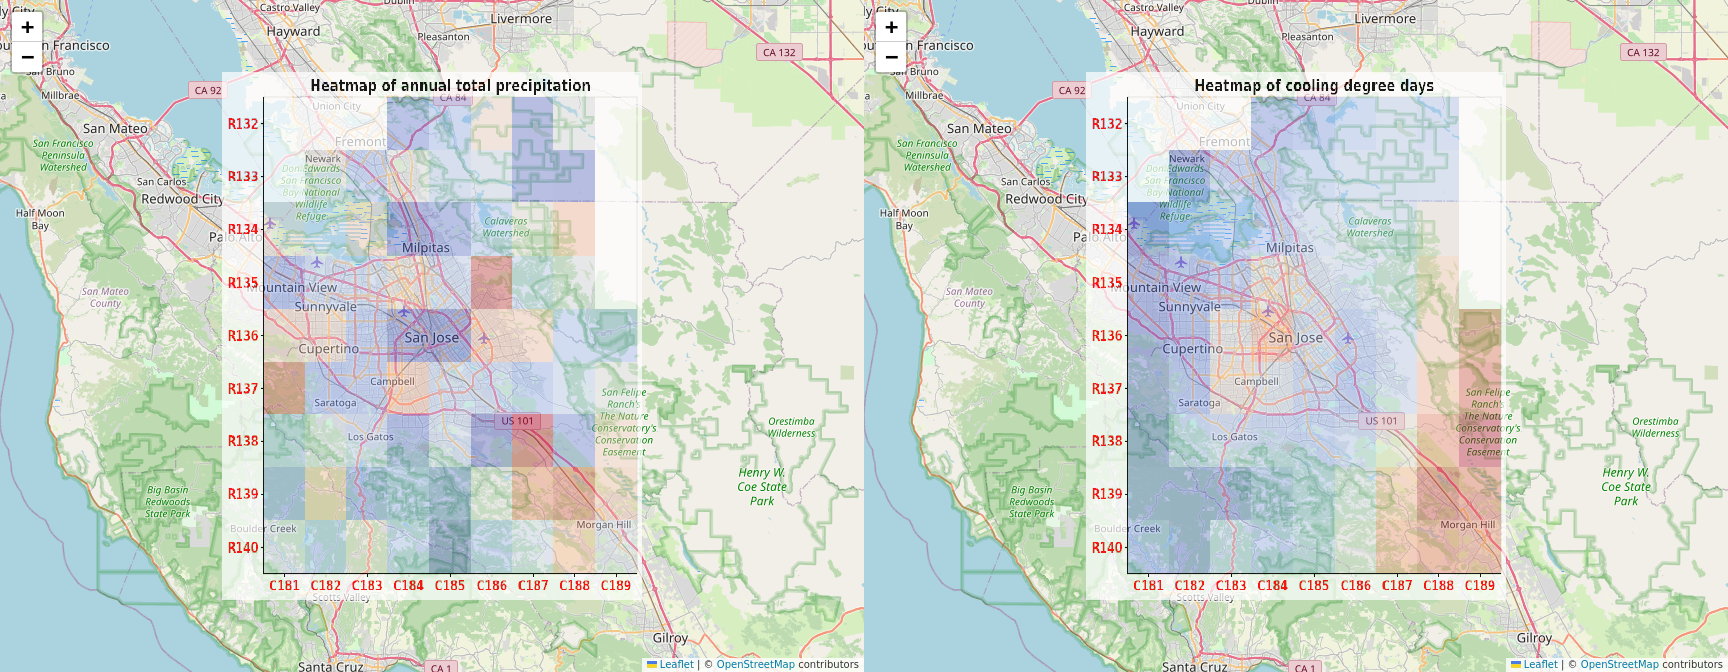 Castro Valley
Dublin
Livermore
Hayward
Pleasanton
CA 132
San Francisco
San Bruno
Millbrae
CA 92
+
−
Heatmap of annual total precipitation
Union City
CA 84
R132
San Mateo
Fremont
San Francisco
Peninsula
Watershed
Newark
Don Edwards
San Francisco
Bay National
Wildlife
Refuge
R133
San Carlos
Redwood City
Half Moon
Bay
Palo Alto
R134
Calaveras
Watershed
Milpitas
R135
Mountain View
San Mateo
County
Sunnyvale
R136
San Jose
Cupertino
R137
Campbell
Saratoga
San Felipe
Ranch's
The Nature
Conservancy's
Conservation
Easement
US 101
R138
Los Gatos
Orestimba
Wilderness
Henry W.
Coe State
Park
R139
Big Basin
Redwoods
State Park
Boulder Creek
Morgan Hill
R140
C181 C182 C183 C184 C185 C186 C187 C188 C189
Scotts Valley
Gilroy
Santa Cruz
CA 1
Leaflet | © OpenStreetMap contributors
Castro Valley
Dublin
Livermore
Hayward
Pleasanton
CA 132
San Francisco
San Bruno
Millbrae
CA 92
+
−
Heatmap of cooling degree days
Union City
CA 84
R132
San Mateo
Fremont
San Francisco
Peninsula
Watershed
Newark
Don Edwards
San Francisco
Bay National
Wildlife
Refuge
R133
San Carlos
Redwood City
Half Moon
Bay
Palo Alto
R134
Calaveras
Watershed
Milpitas
R135
Mountain View
San Mateo
County
Sunnyvale
R136
San Jose
Cupertino
R137
Campbell
Saratoga
San Felipe
Ranch's
The Nature
Conservancy's
Conservation
Easement
US 101
R138
Los Gatos
Orestimba
Wilderness
Henry W.
Coe State
Park
R139
Big Basin
Redwoods
State Park
Boulder Creek
Morgan Hill
R140
C181 C182 C183 C184 C185 C186 C187 C188 C189
Scotts Valley
Gilroy
Santa Cruz
CA 1
Leaflet | © OpenStreetMap contributors